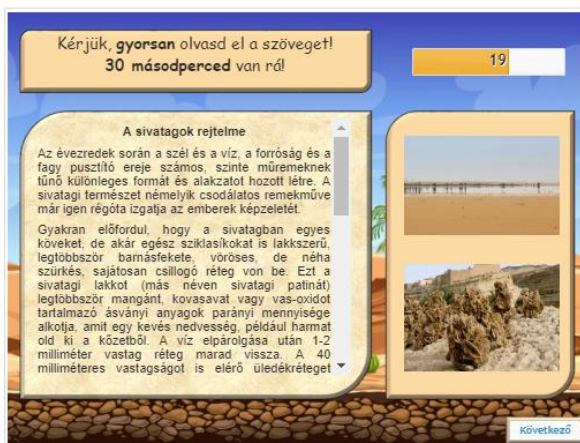 Kérjük, gyorsan olvasd el a szöveget!
30 másodperced van rá!
19
A sivatagok rejtelme
Az évezredek során a szél és a víz, a forróság és a
fagy pusztító ereje számos, szinte műremeknek
tűnő különleges formát és alakzatot hozott létre. A
sivatagi természet némelyik csodálatos remekműve
már igen régóta izgatja az emberek képzeletét.
Gyakran előfordul, hogy a sivatagban egyes
köveket, de akár egész sziklasíkokat is lakkszerű,
legtöbbször barnásfekete, vöröses, de néha
szürkés, sajátosan csillogó réteg von be. Ezt a
sivatagi lakkot (más néven sivatagi patinát)
legtöbbször mangánt, kovasavat vagy vas-oxidot
tartalmazó ásványi anyagok parányi mennyisége
alkotja, amit egy kevés nedvesség, például harmat
old ki a kőzetből. A víz elpárolgása után 1-2
milliméter vastag réteg marad vissza. A 40
milliméteres vastagságot is elérő üledékréteget
Következő